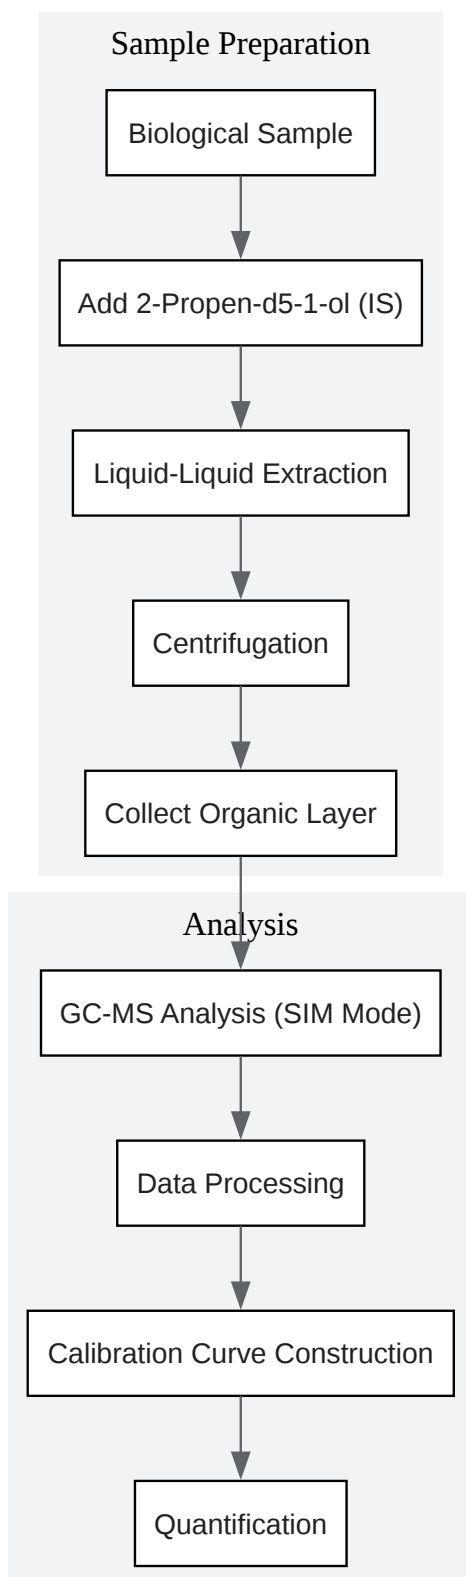 Sample Preparation
Biological Sample
Add 2-Propen-d5-1-ol (IS)
Liquid-Liquid Extraction
Centrifugation
Collect Organic Layer
Analysis
GC-MS Analysis (SIM Mode)
Data Processing
Calibration Curve Construction
Quantification